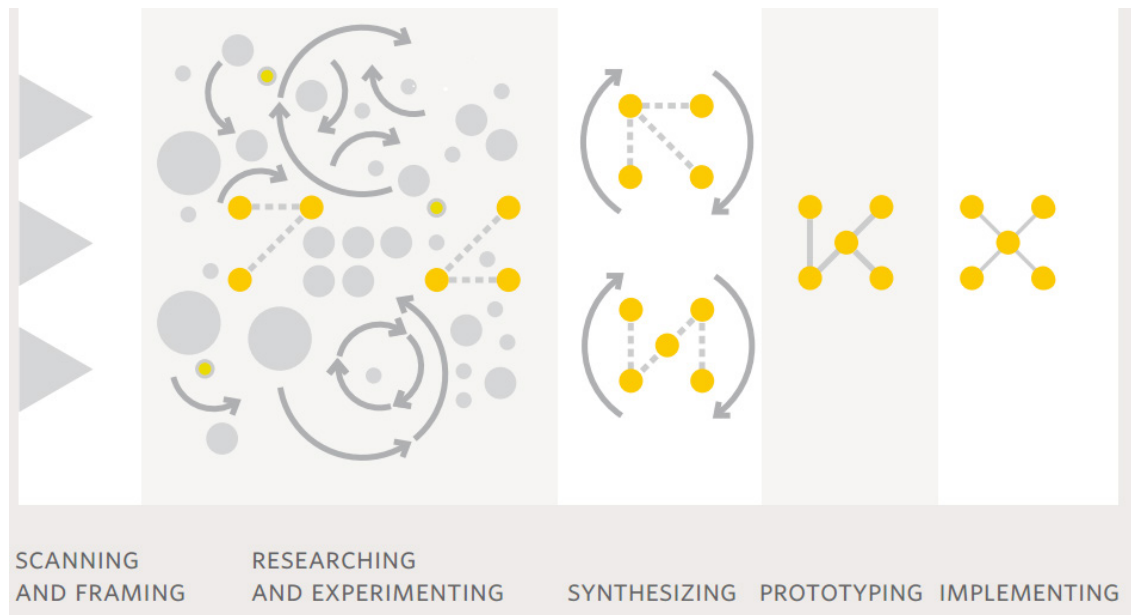 SCANNING
AND FRAMING
RESEARCHING
AND EXPERIMENTING
SYNTHESIZING
PROTOTYPING
IMPLEMENTING